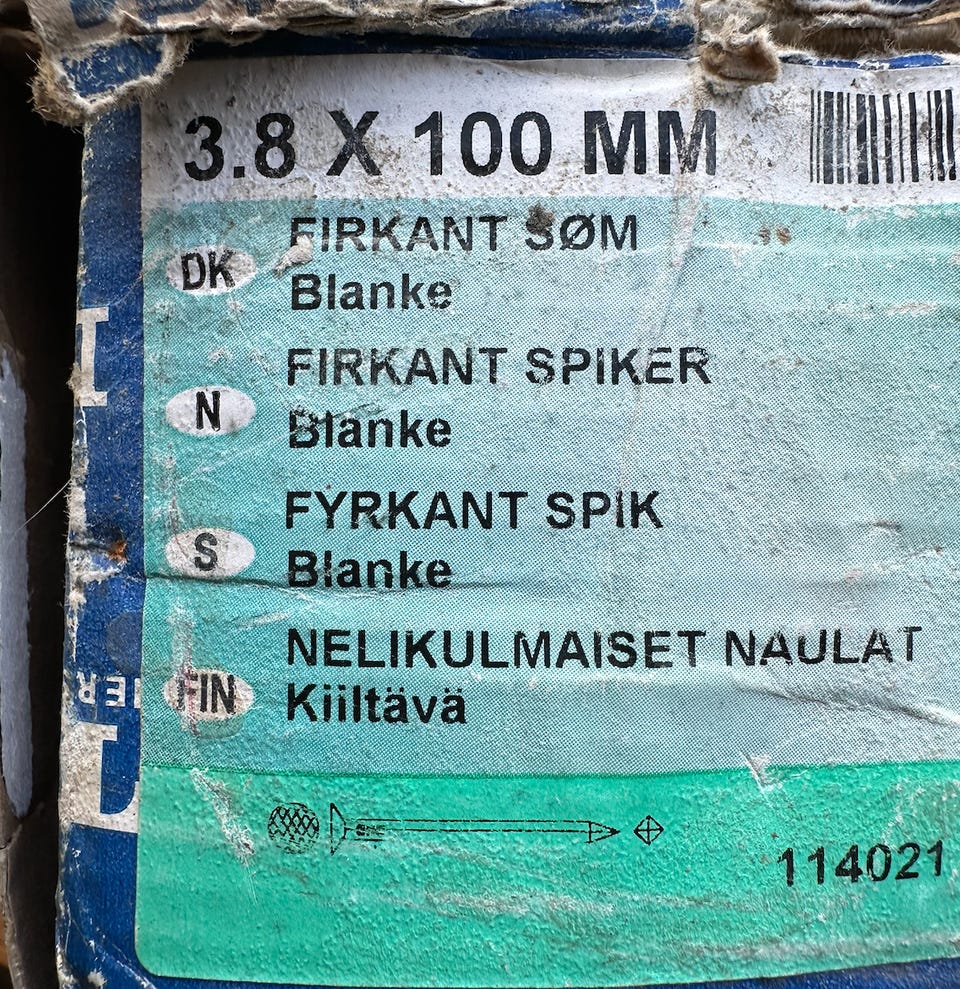 3.8 X 100 MM
DK
FIRKANT SØM
Blanke
N
FIRKANT SPIKER
Blanke
S
FYRKANT SPIK
Blanke
FIN
NELIKULMAISET NAULAT
Kiiltävä
114021